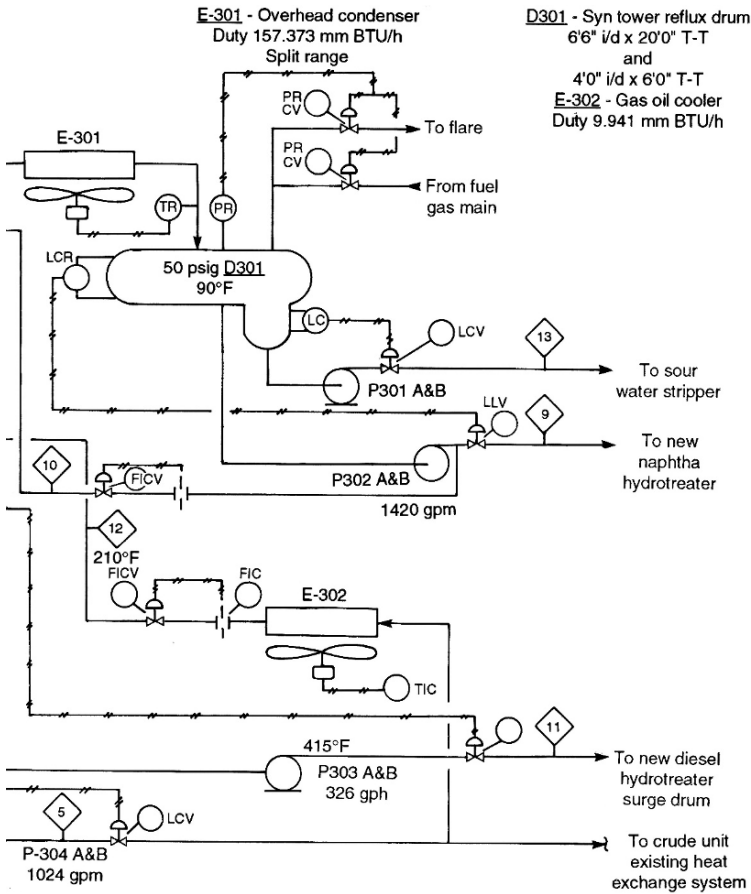 E-301 - Overhead condenser
Duty 157.373 mm BTU/h
Split range
D301 - Syn tower reflux drum
6'6" i/d x 20'0" T-T
and
4'0" i/d x 6'0" T-T
E-302 - Gas oil cooler
Duty 9.941 mm BTU/h
PR
CV
To flare
E-301
PR
CV
From fuel
gas main
TR
PR
LCR
50 psig D301
90°F
LC
LCV
13
P301 A&B
To sour
water stripper
LLV
9
To new
naphtha
hydrotreater
10
FICV
P302 A&B
1420 gpm
12
210°F
FICV
FIC
E-302
TIC
11
415°F
P303 A&B
326 gph
To new diesel
hydrotreater
surge drum
5
LCV
P-304 A&B
1024 gpm
To crude unit
existing heat
exchange system